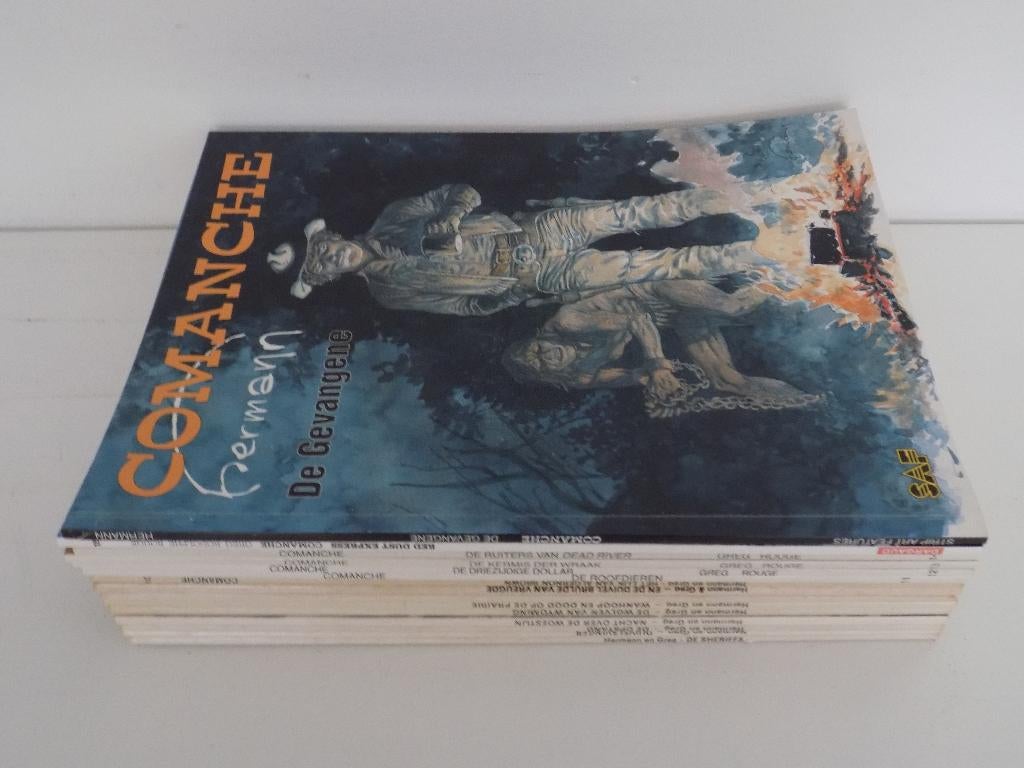 COMANCHE
hermann
De Gevangene
SAF
HERMANN DE GEVANGENE COMANCHE STRIP ART FEATURES
RED DUST EXPRESS COMANCHE DARGAUD
COMANCHE DE RUITERS VAN DEAD RIVER GREG ROUGE
COMANCHE DE KERMIS DER WRAAK GREG ROUGE
COMANCHE DE DRIEZIJDIGE DOLLAR GREG ROUGE
COMANCHE DE ROOFDIEREN
COMANCHE
Hermann & Greg - EN DE DUIVEL BRULDE VAN VREUGDE
Hermann en Greg - WANHOOP EN DOOD OP DE PRAIRIE
Hermann en Greg - DE WOLVEN VAN WYOMING
Hermann en Greg - NACHT OVER DE WOESTIJN
Hermann en Greg - DE SHERIFFS